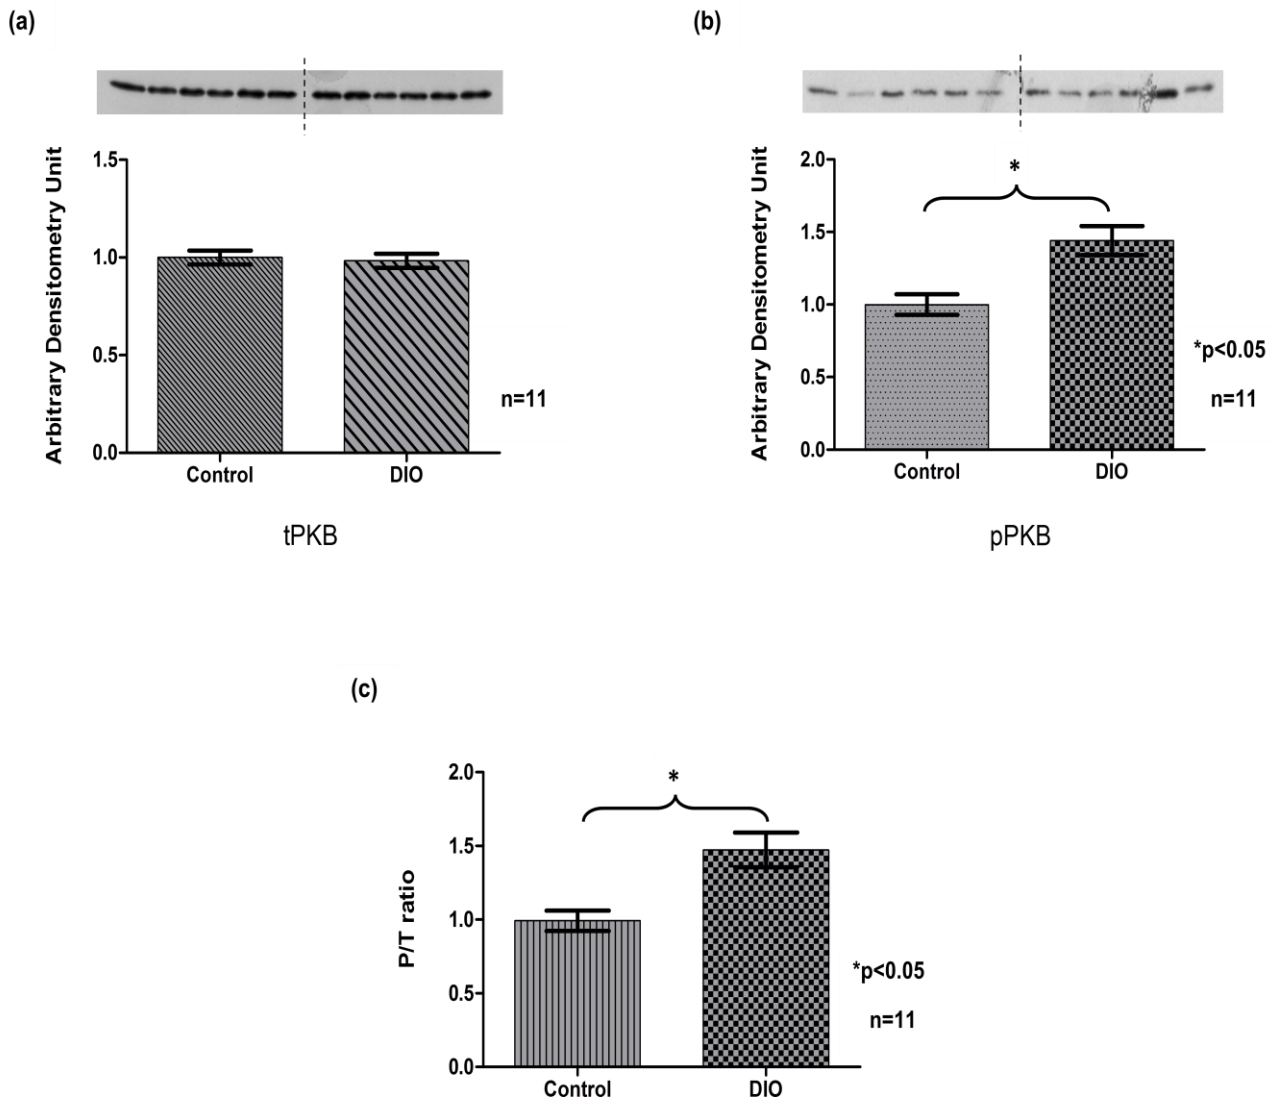 (a)
(b)
Arbitrary Densitometry Unit
1.5
1.0
0.5
0.0
Control
DIO
n=11
tPKB
Arbitrary Densitometry Unit
2.0
1.5
1.0
0.5
0.0
*
Control
DIO
*p<0.05
n=11
pPKB
(c)
P/T ratio
2.0
1.5
1.0
0.5
0.0
*
Control
DIO
*p<0.05
n=11